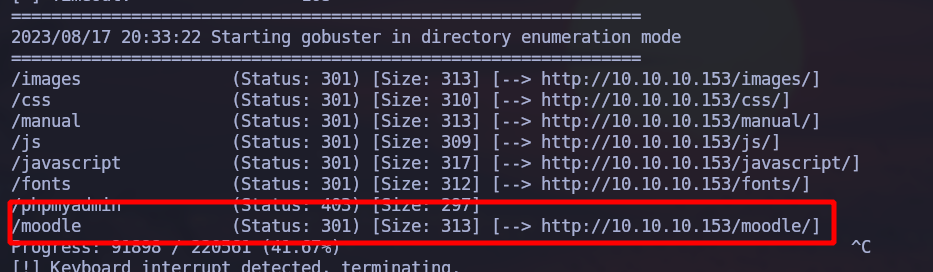 =====================================================
2023/08/17 20:33:22 Starting gobuster in directory enumeration mode
=====================================================
/images (Status: 301) [Size: 313] [--> http://10.10.10.153/images/]
/css (Status: 301) [Size: 310] [--> http://10.10.10.153/css/]
/manual (Status: 301) [Size: 313] [--> http://10.10.10.153/manual/]
/js (Status: 301) [Size: 309] [--> http://10.10.10.153/js/]
/javascript (Status: 301) [Size: 317] [--> http://10.10.10.153/javascript/]
/fonts (Status: 301) [Size: 312] [--> http://10.10.10.153/fonts/]
/phpmyadmin (Status: 403) [Size: 297]
/moodle (Status: 301) [Size: 313] [--> http://10.10.10.153/moodle/]
Progress: 91898 / 220561 (41.67%) ^C
[!] Keyboard interrupt detected, terminating.